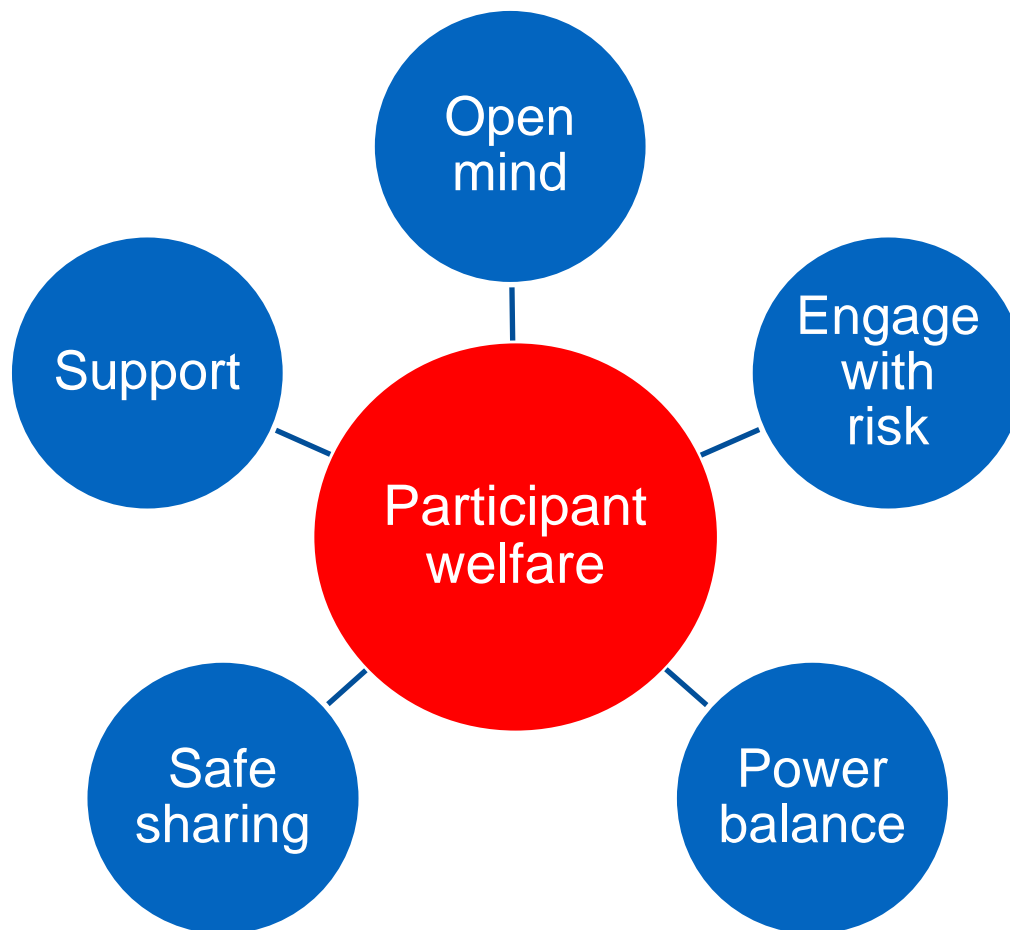 Open
mind
Engage
with
risk
Support
Participant
welfare
Safe
sharing
Power
balance